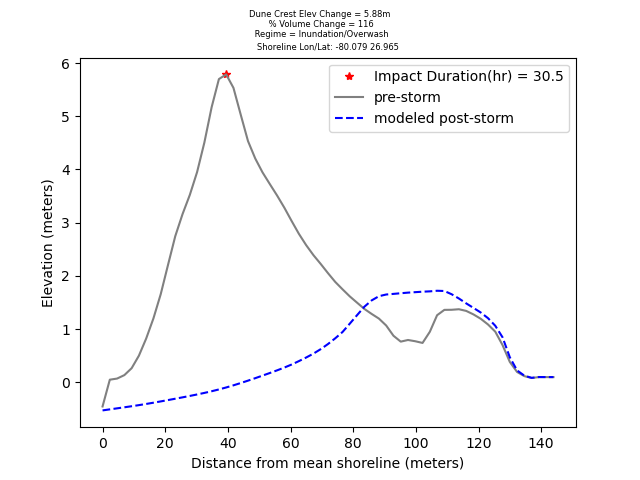 Dune Crest Elev Change = 5.88m
% Volume Change = 116
Regime = Inundation/Overwash
Shoreline Lon/Lat: -80.079 26.965
Impact Duration(hr) = 30.5
pre-storm
modeled post-storm
Elevation (meters)
6
5
4
3
2
1
0
0 20 40 60 80 100 120 140
Distance from mean shoreline (meters)